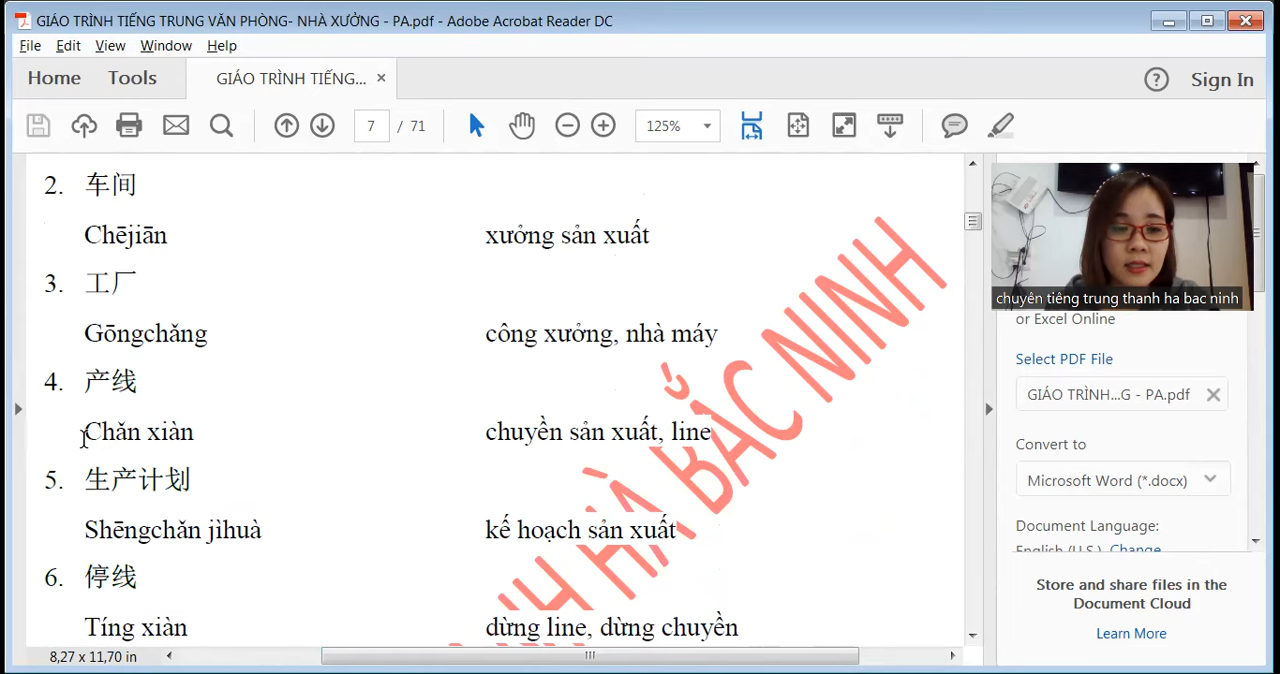 GIÁO TRÌNH TIẾNG TRUNG VĂN PHÒNG- NHÀ XƯỞNG - PA.pdf - Adobe Acrobat Reader DC
File Edit View Window Help
Home Tools GIÁO TRÌNH TIẾNG... × Sign In
7 / 71 125%
2. 车间
Chējiān xưởng sản xuất
3. 工厂
Gōngchǎng công xưởng, nhà máy
4. 产线
Chǎn xiàn chuyền sản xuất, line
5. 生产计划
Shēngchǎn jìhuà kế hoạch sản xuất
6. 停线
Tíng xiàn dừng line, dừng chuyền
8,27 x 11,70 in
HÀ BẮC NINH
chuyên tiêng trung thanh ha bac ninh
or Excel Online
Select PDF File
GIÁO TRÌNH...G - PA.pdf
Convert to
Microsoft Word (*.docx)
Document Language:
English (U.S.) Change
Store and share files in the
Document Cloud
Learn More